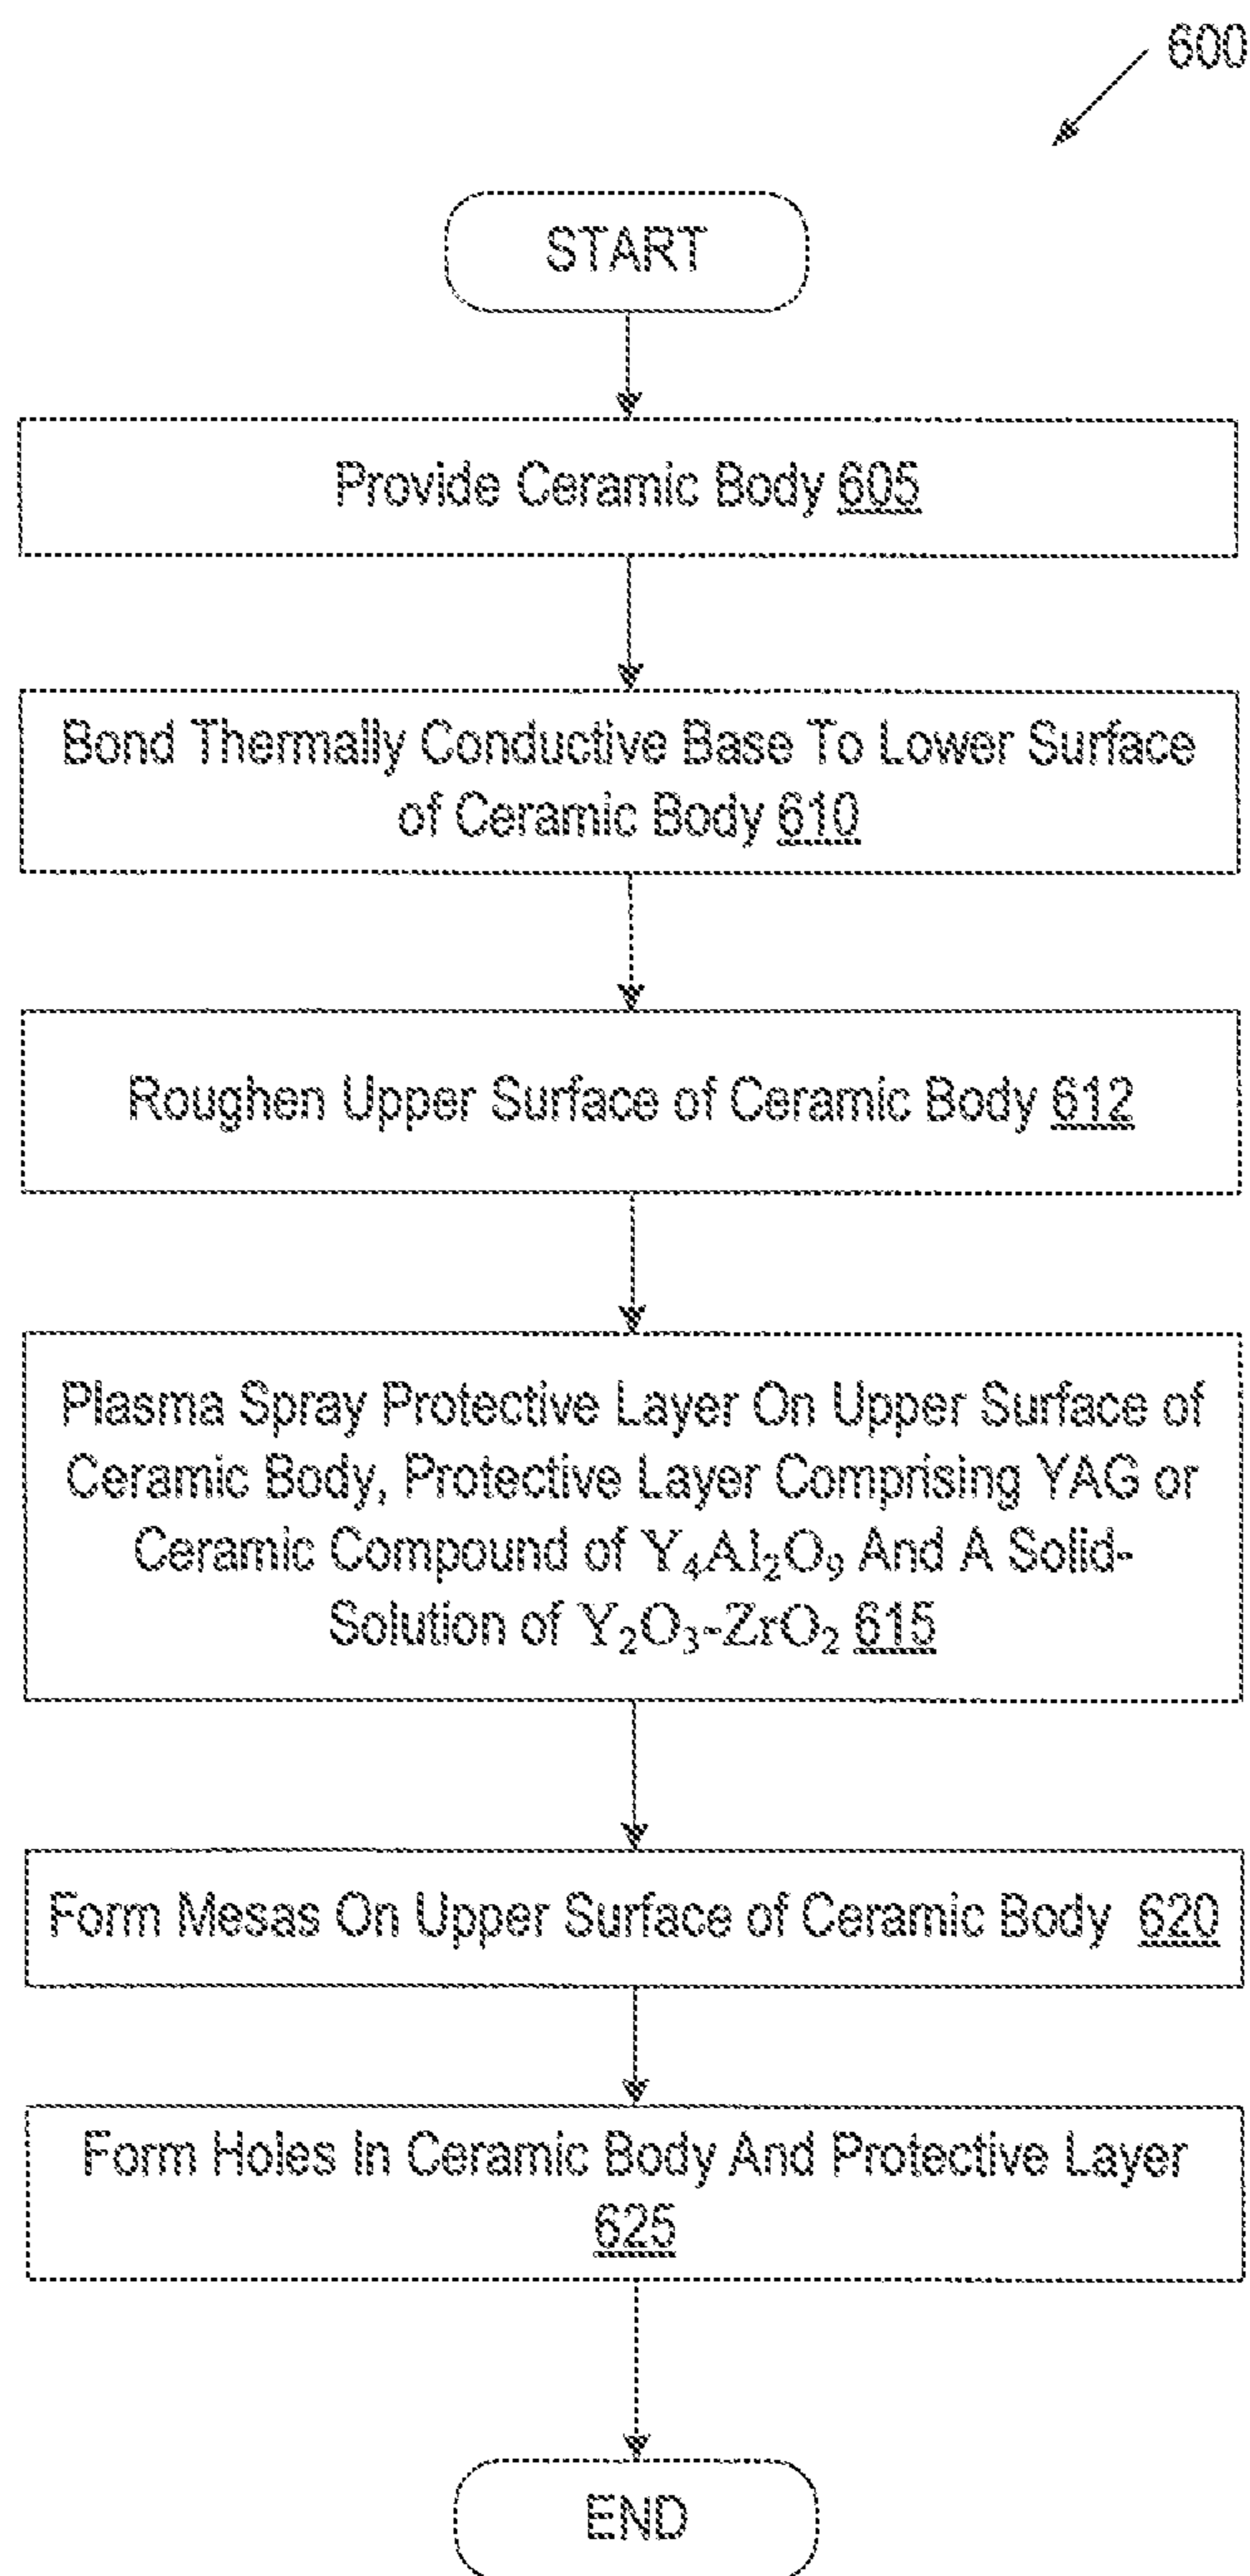 600
START
Provide Ceramic Body 605
Bond Thermally Conductive Base To Lower Surface
of Ceramic Body 610
Roughen Upper Surface of Ceramic Body 612
Plasma Spray Protective Layer On Upper Surface of
Ceramic Body, Protective Layer Comprising YAG or
Ceramic Compound of Y₄Al₂O₉ And A Solid-
Solution of Y₂O₃-ZrO₂ 615
Form Mesas On Upper Surface of Ceramic Body 620
Form Holes In Ceramic Body And Protective Layer
625
END